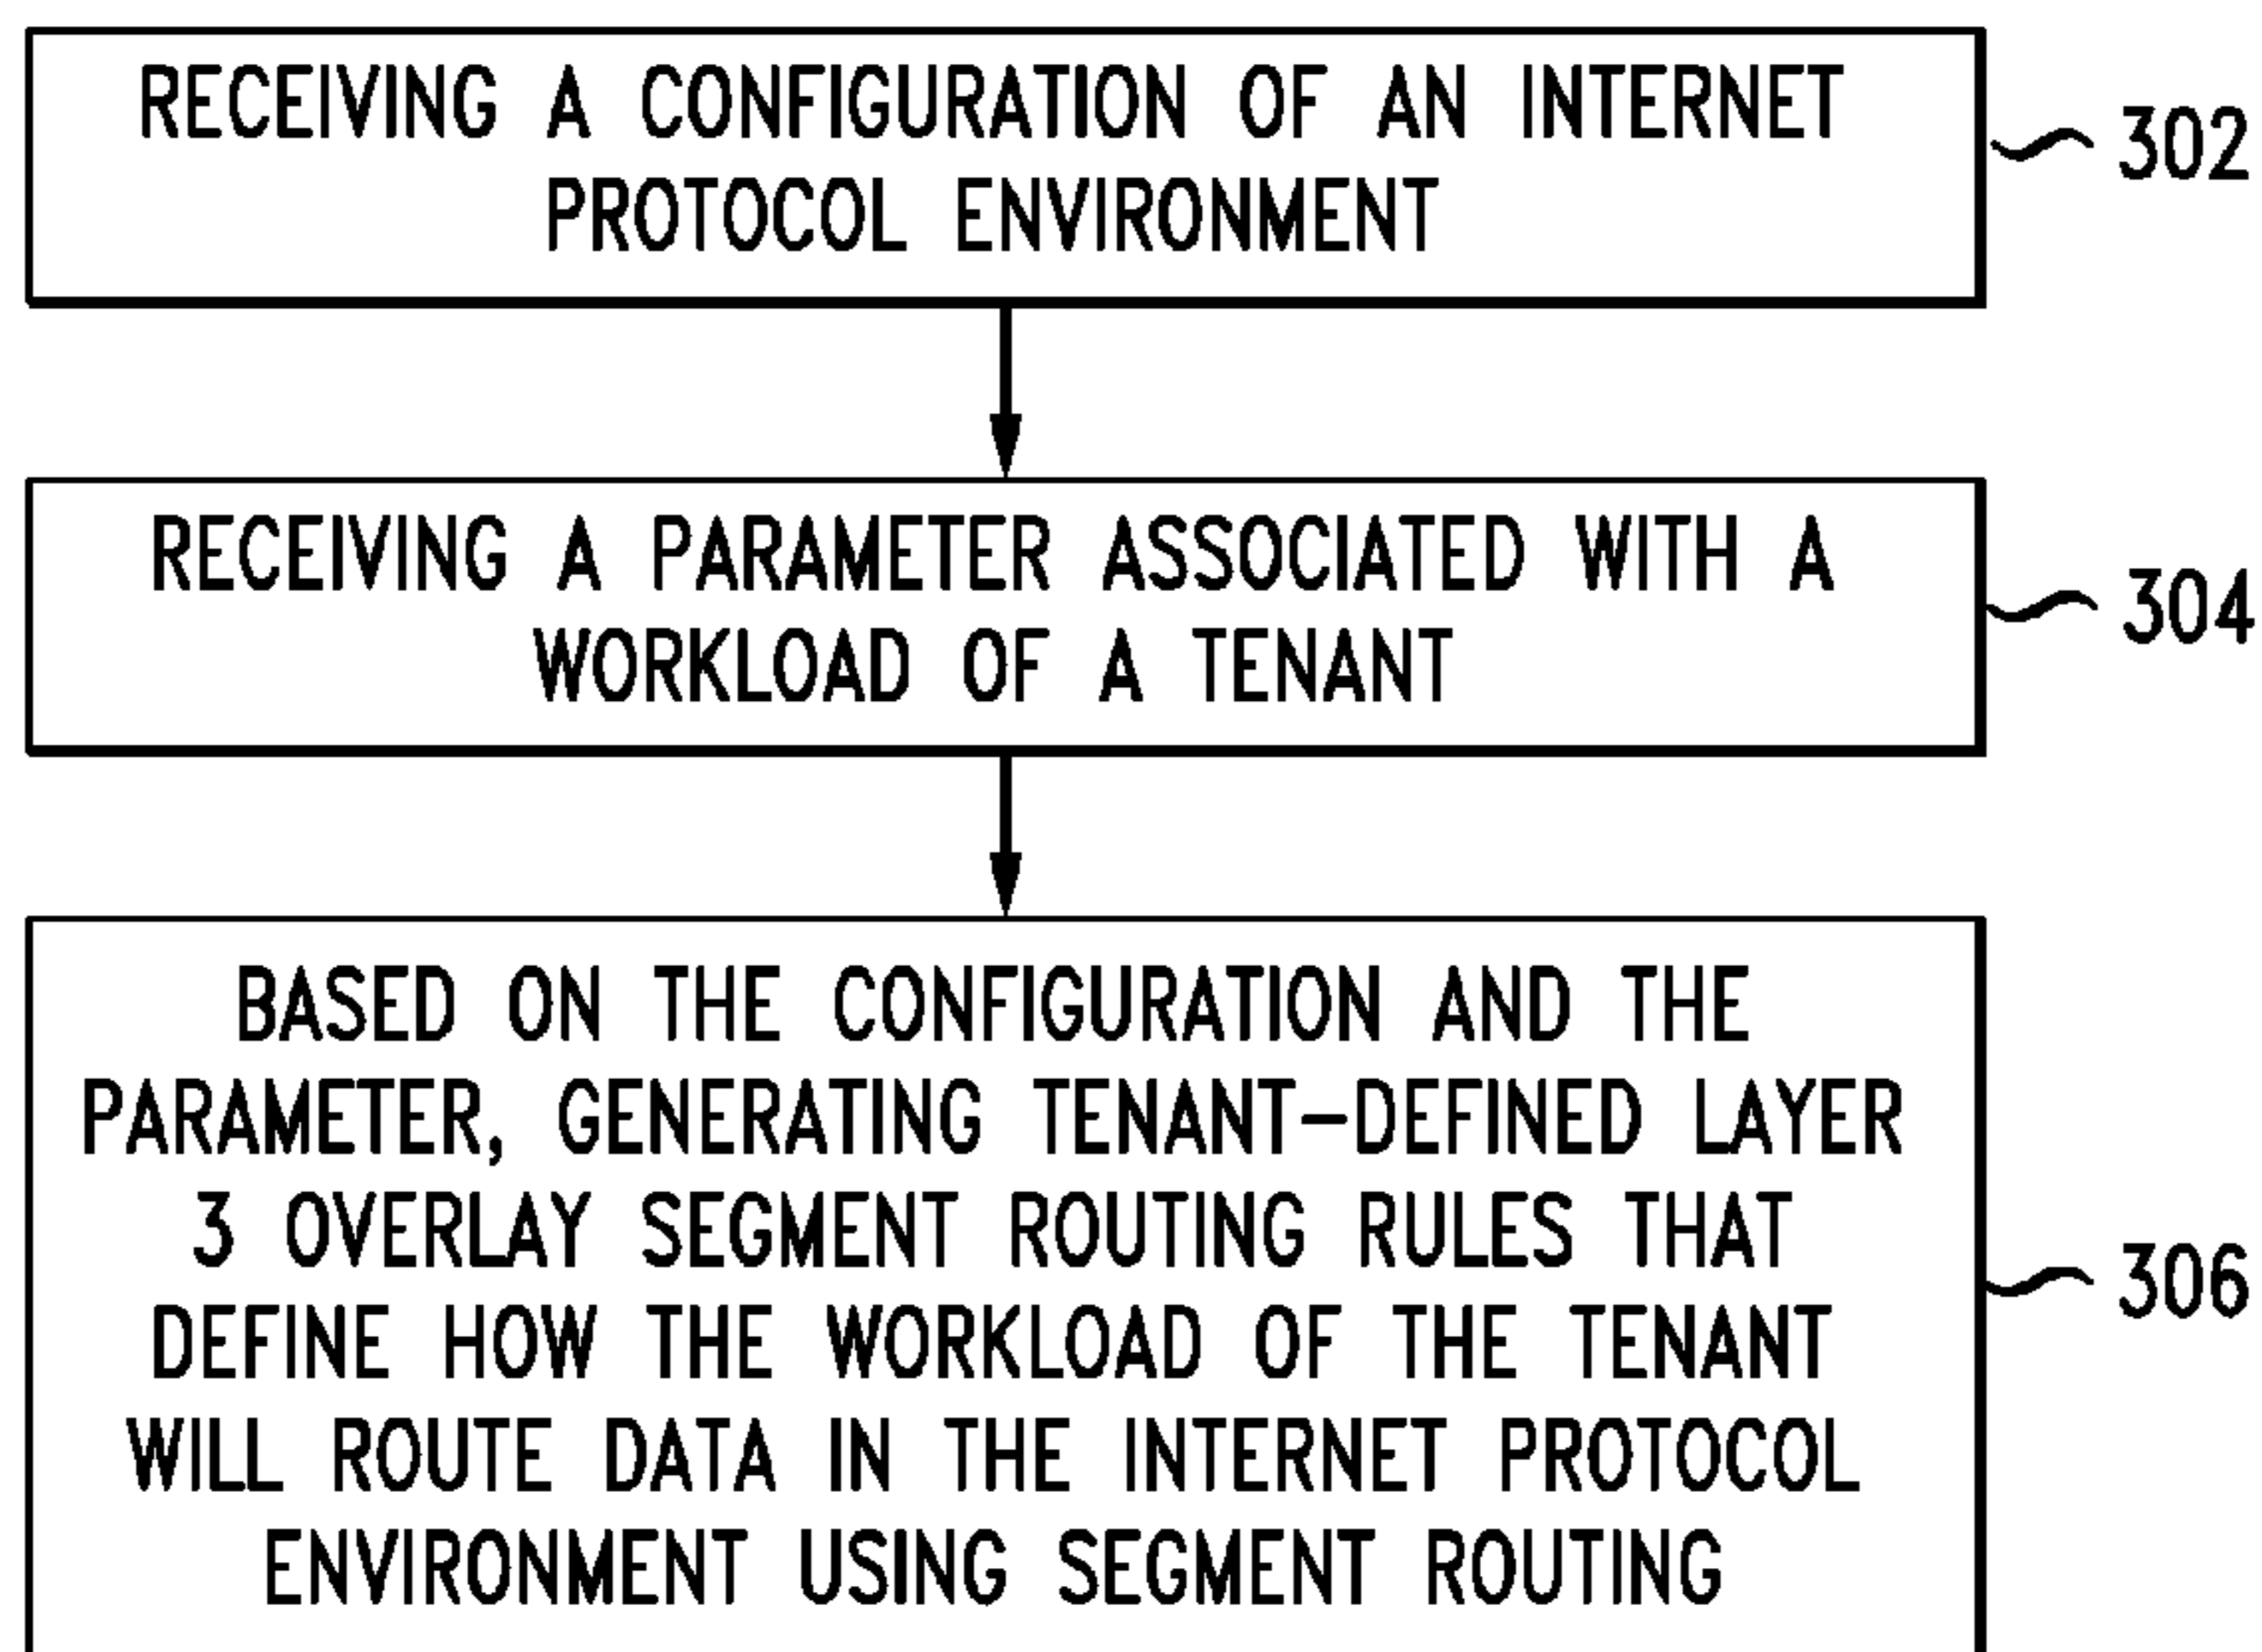 RECEIVING A CONFIGURATION OF AN INTERNET
PROTOCOL ENVIRONMENT
302
RECEIVING A PARAMETER ASSOCIATED WITH A
WORKLOAD OF A TENANT
304
BASED ON THE CONFIGURATION AND THE
PARAMETER, GENERATING TENANT-DEFINED LAYER
3 OVERLAY SEGMENT ROUTING RULES THAT
DEFINE HOW THE WORKLOAD OF THE TENANT
WILL ROUTE DATA IN THE INTERNET PROTOCOL
ENVIRONMENT USING SEGMENT ROUTING
306